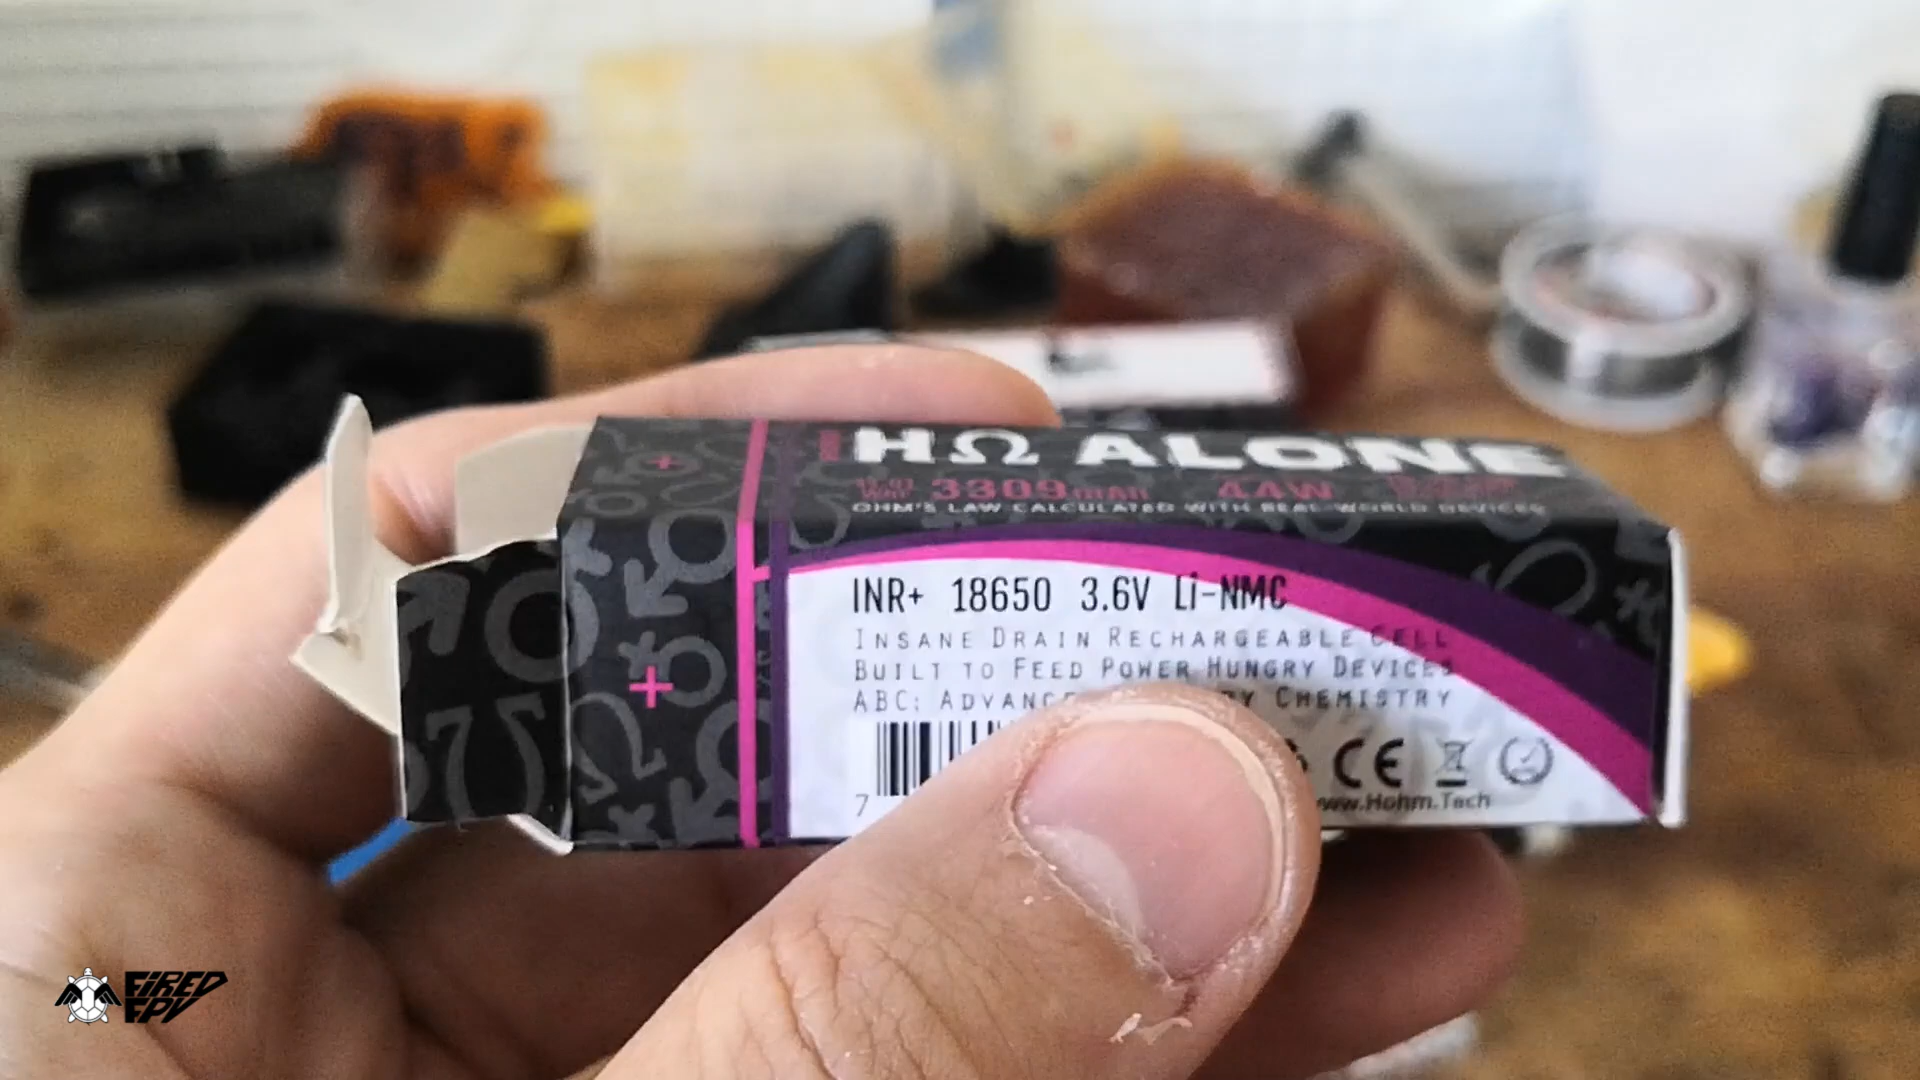 HΩ ALONE
3309mAh 44W
OHM'S LAW CALCULATED WITH REAL-WORLD DEVICES
INR+ 18650 3.6V Li-NMC
INSANE DRAIN RECHARGEABLE CELL
BUILT TO FEED POWER HUNGRY DEVICES
ABC: CHEMISTRY
7
CE
www.Hohm.Tech
FIRED
FPV